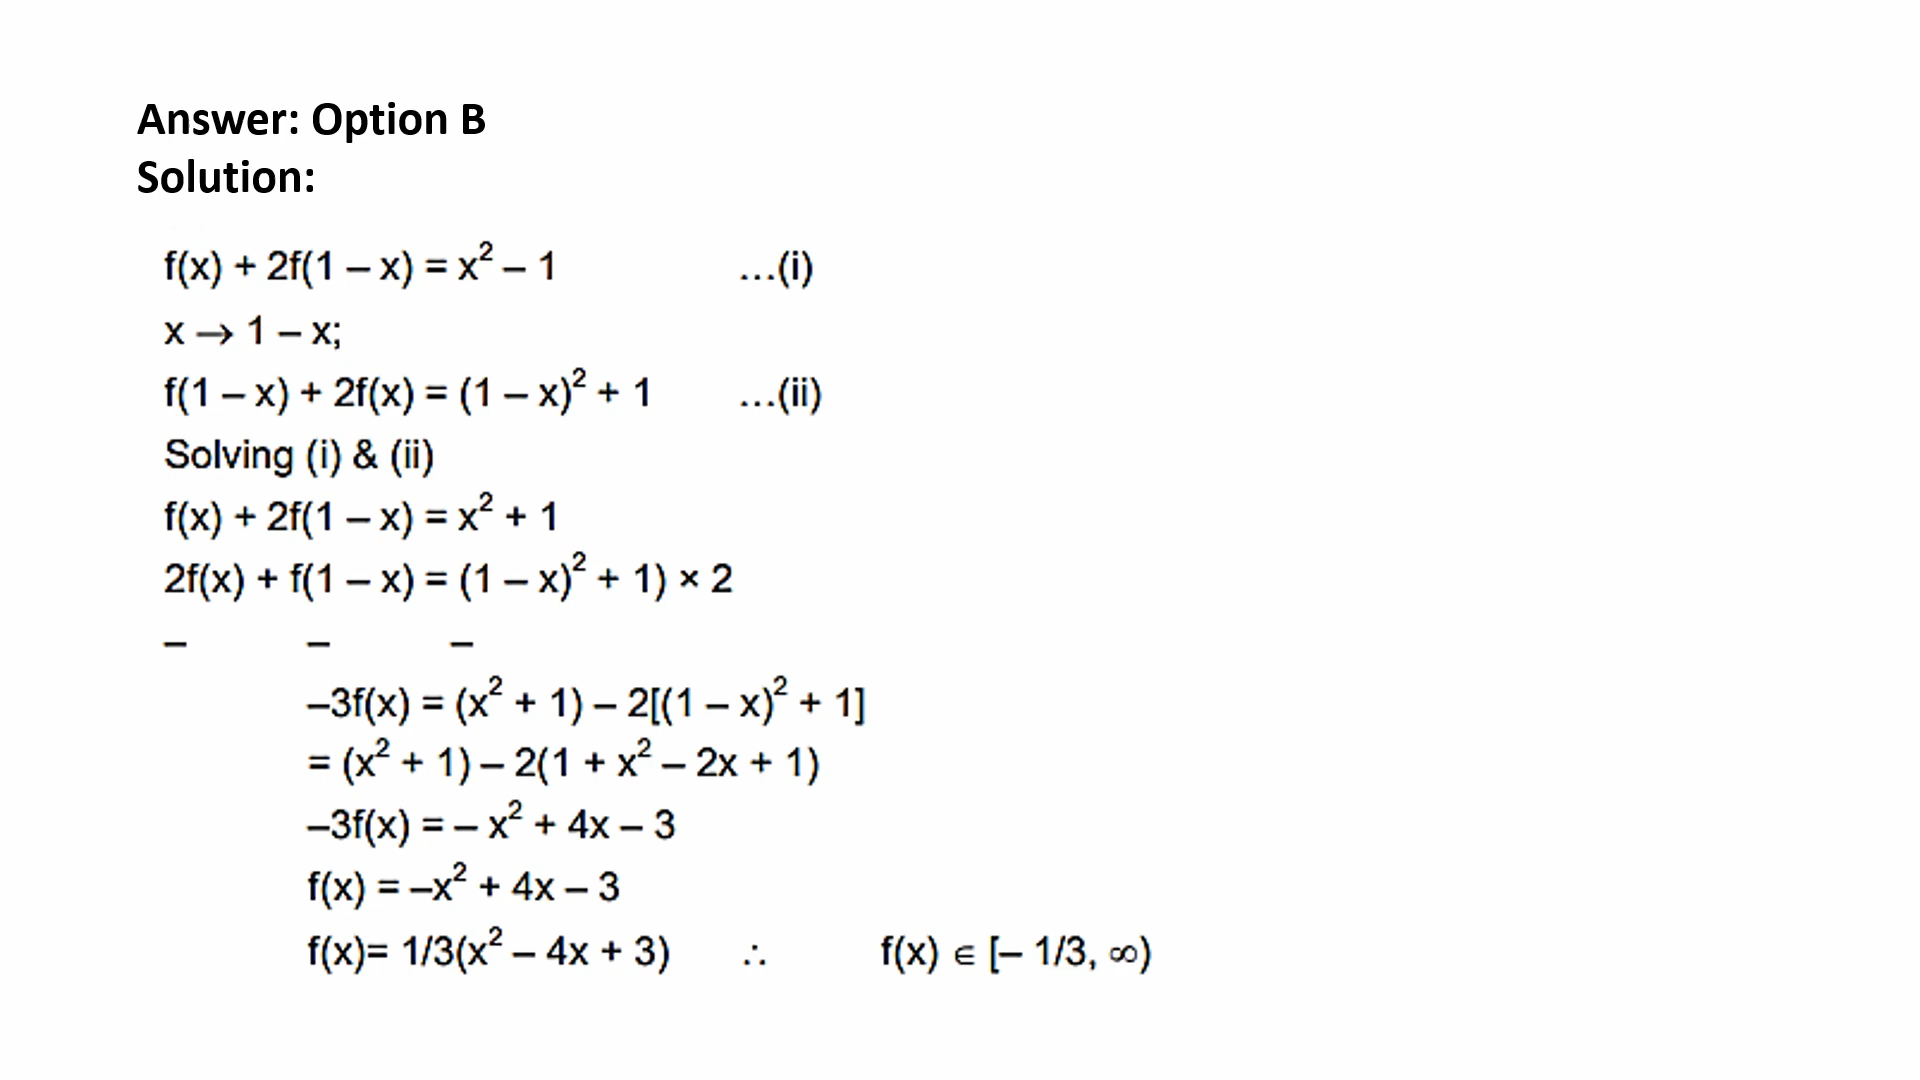 Answer: Option B
Solution:
f(x) + 2f(1 – x) = x² – 1 ...(i)
x → 1 – x;
f(1 – x) + 2f(x) = (1 – x)² + 1 ...(ii)
Solving (i) & (ii)
f(x) + 2f(1 – x) = x² + 1
2f(x) + f(1 – x) = (1 – x)² + 1) × 2
– – –
–3f(x) = (x² + 1) – 2[(1 – x)² + 1]
= (x² + 1) – 2(1 + x² – 2x + 1)
–3f(x) = – x² + 4x – 3
f(x) = –x² + 4x – 3
f(x)= 1/3(x² – 4x + 3) ∴ f(x) ∈ [– 1/3, ∞)